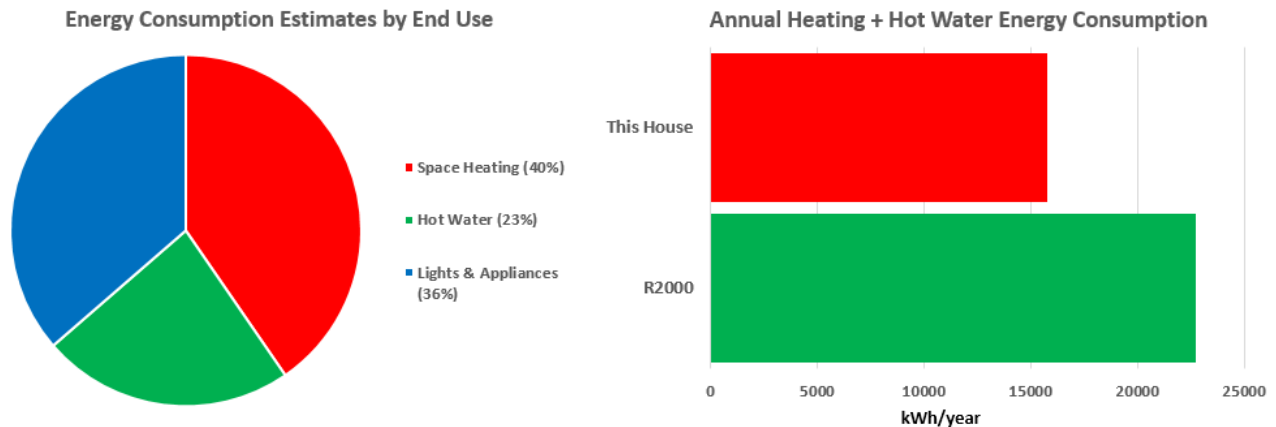 Energy Consumption Estimates by End Use
Space Heating (40%)
Hot Water (23%)
Lights & Appliances
(36%)
Annual Heating + Hot Water Energy Consumption
This House
R2000
0 5000 10000 15000 20000 25000
kWh/year